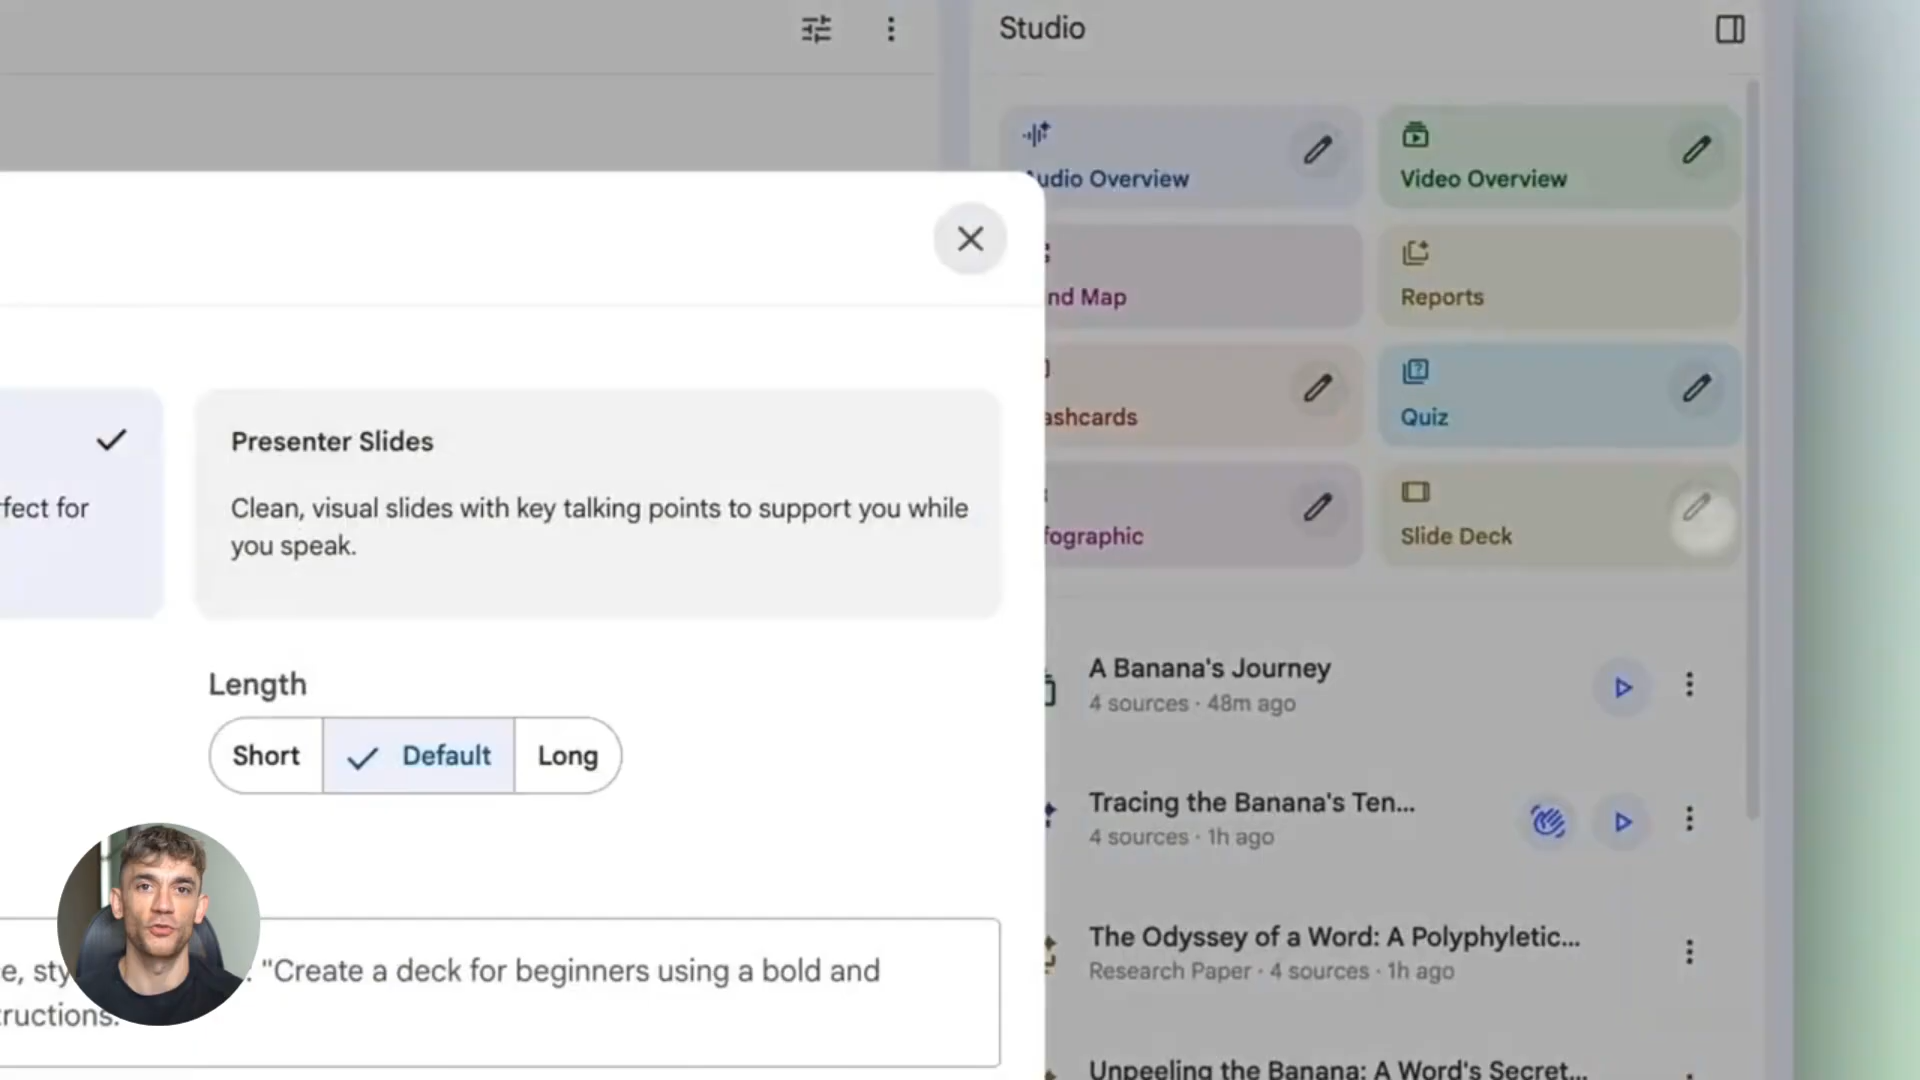 Studio
Audio Overview
Video Overview
nd Map
Reports
ashcards
Quiz
fographic
Slide Deck
fect for
Presenter Slides
Clean, visual slides with key talking points to support you while
you speak.
Length
Short
Default
Long
e, sty
. "Create a deck for beginners using a bold and
ructions.
A Banana's Journey
4 sources · 48m ago
Tracing the Banana's Ten...
4 sources · 1h ago
The Odyssey of a Word: A Polyphyletic...
Research Paper · 4 sources · 1h ago
Unpeeling the Banana: A Word's Secret...